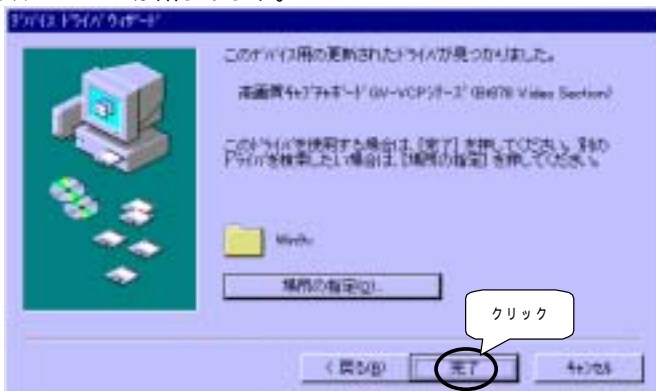 デバイス ドライバ ウィザード
このデバイス用の更新されたドライバが見つかりました。
高画質キャプチャボード GV-VCPシリーズ (Bt878 Video Section)
このドライバを使用する場合は、[完了] を押してください。別の
ドライバを検索したい場合は、[場所の指定] を押してください。
場所の指定(O)...
クリック
< 戻る(B)
完了
キャンセル